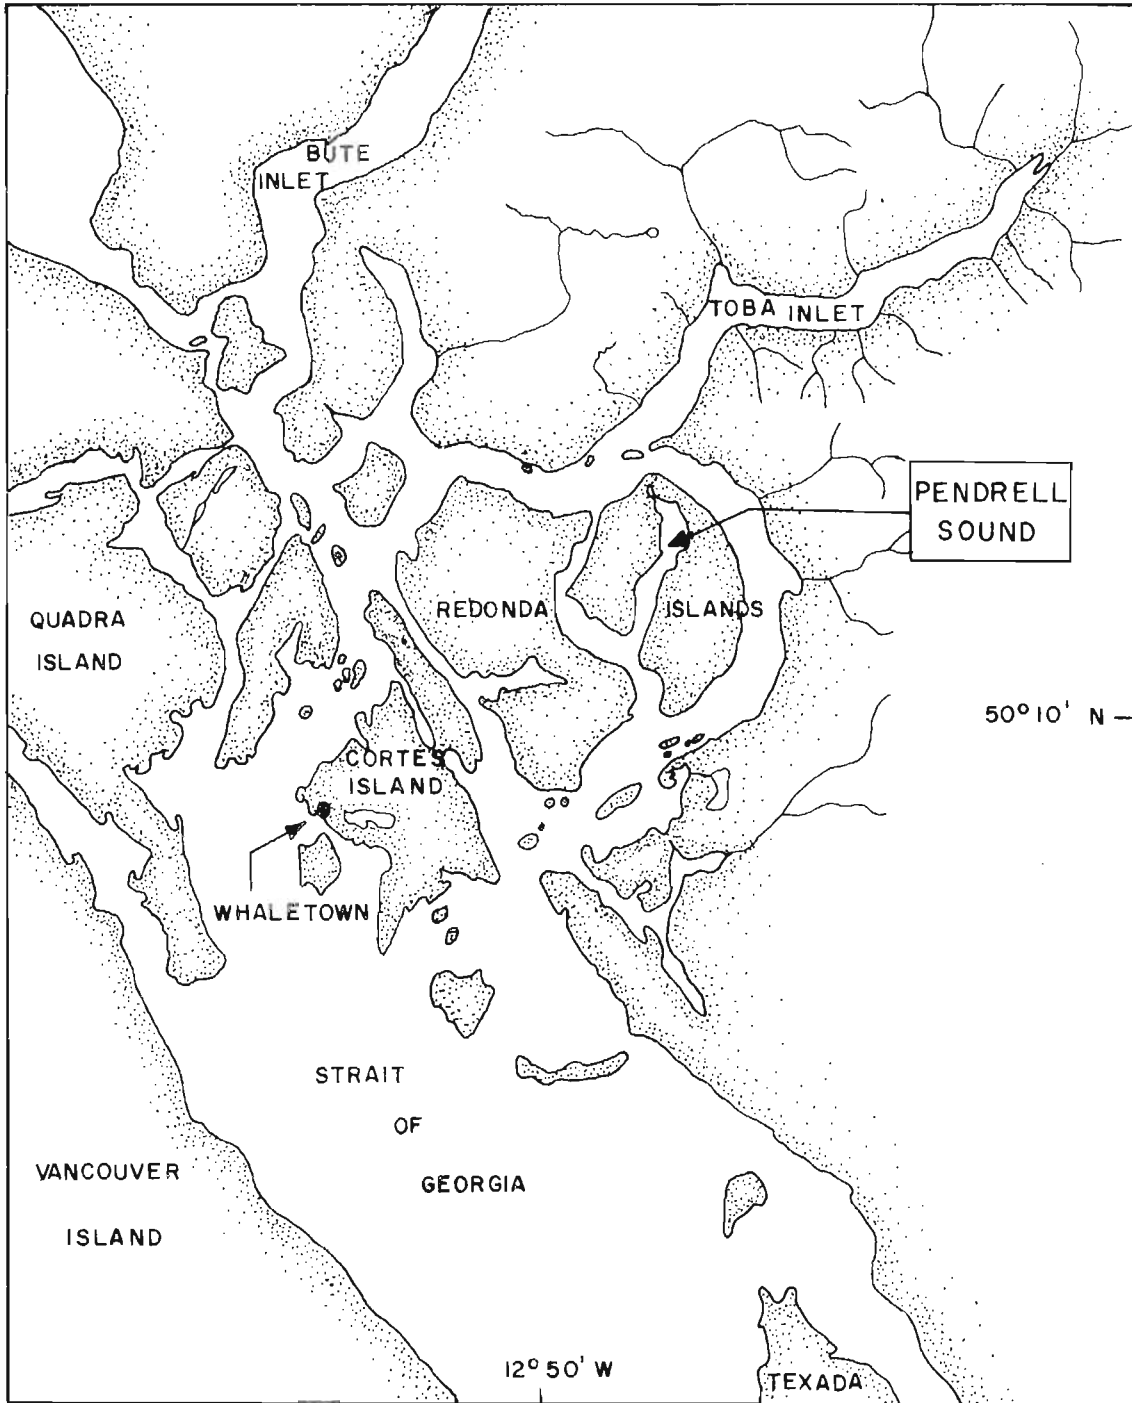 BUTE
INLET
TOBA INLET
PENDRELL
SOUND
REDONDA ISLANDS
QUADRA
ISLAND
50° 10' N
CORTES
ISLAND
WHALETOWN
STRAIT
OF
GEORGIA
VANCOUVER
ISLAND
12° 50' W
TEXADA